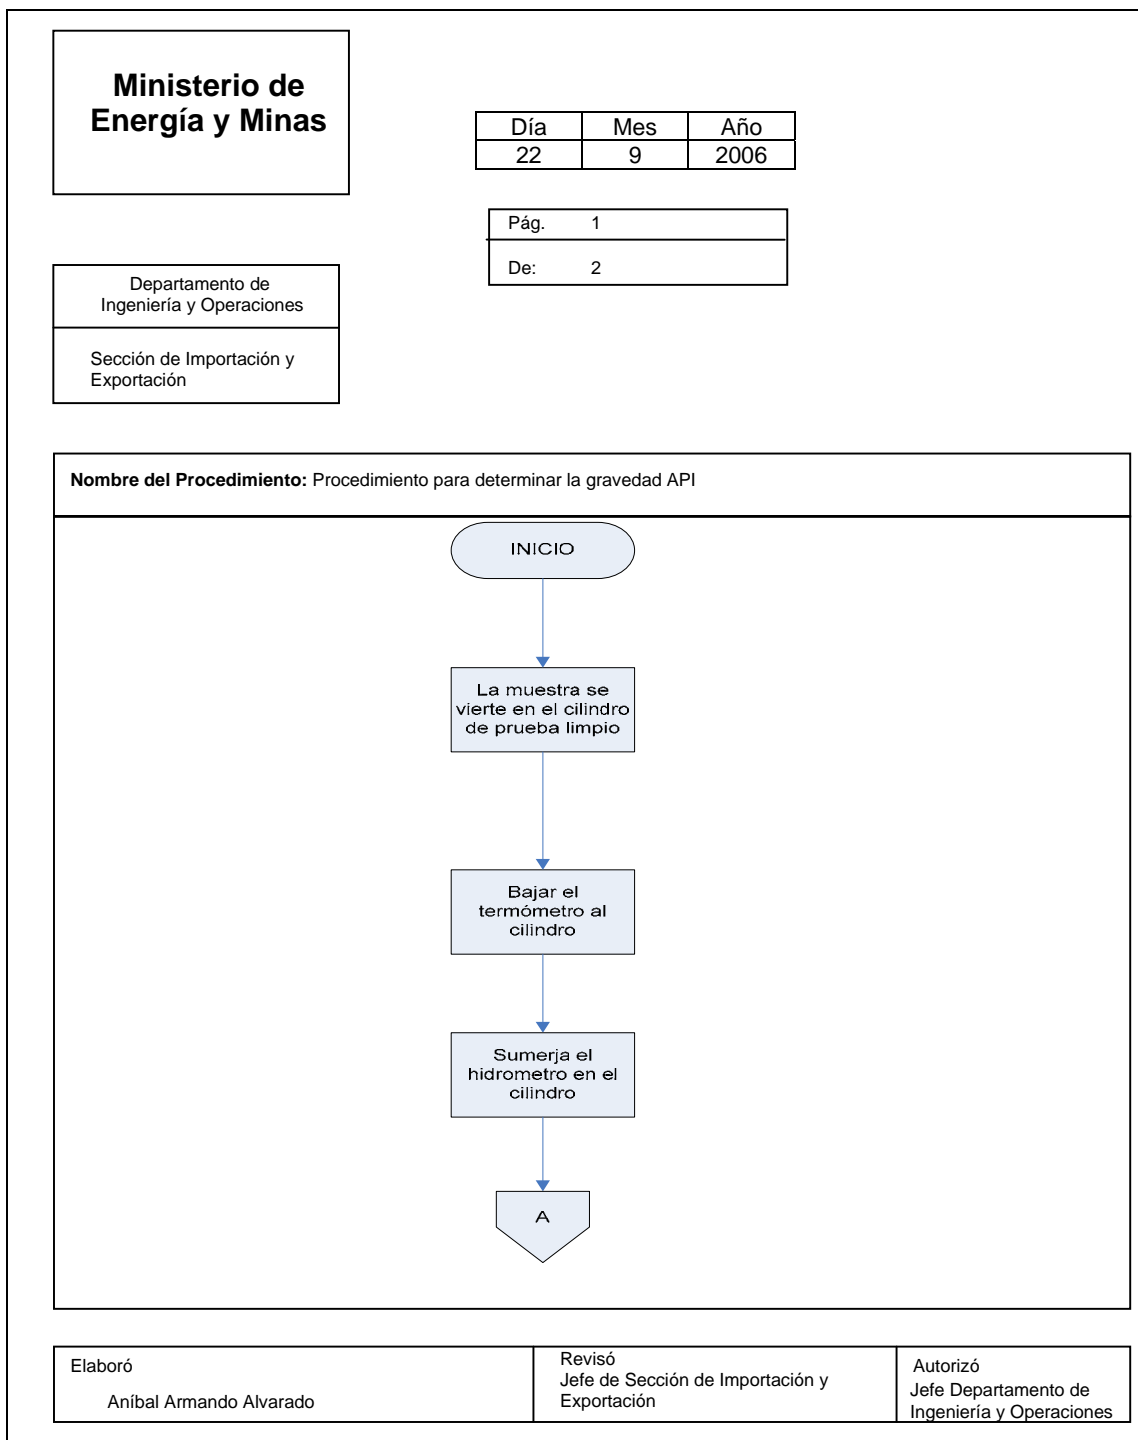 Ministerio de
Energía y Minas
Día Mes Año
22 9 2006
Pág. 1
De: 2
Departamento de
Ingeniería y Operaciones
Sección de Importación y
Exportación
Nombre del Procedimiento: Procedimiento para determinar la gravedad API
INICIO
La muestra se
vierte en el cilindro
de prueba limpio
Bajar el
termómetro al
cilindro
Sumerja el
hidrometro en el
cilindro
A
Elaboró
Aníbal Armando Alvarado
Revisó
Jefe de Sección de Importación y
Exportación
Autorizó
Jefe Departamento de
Ingeniería y Operaciones